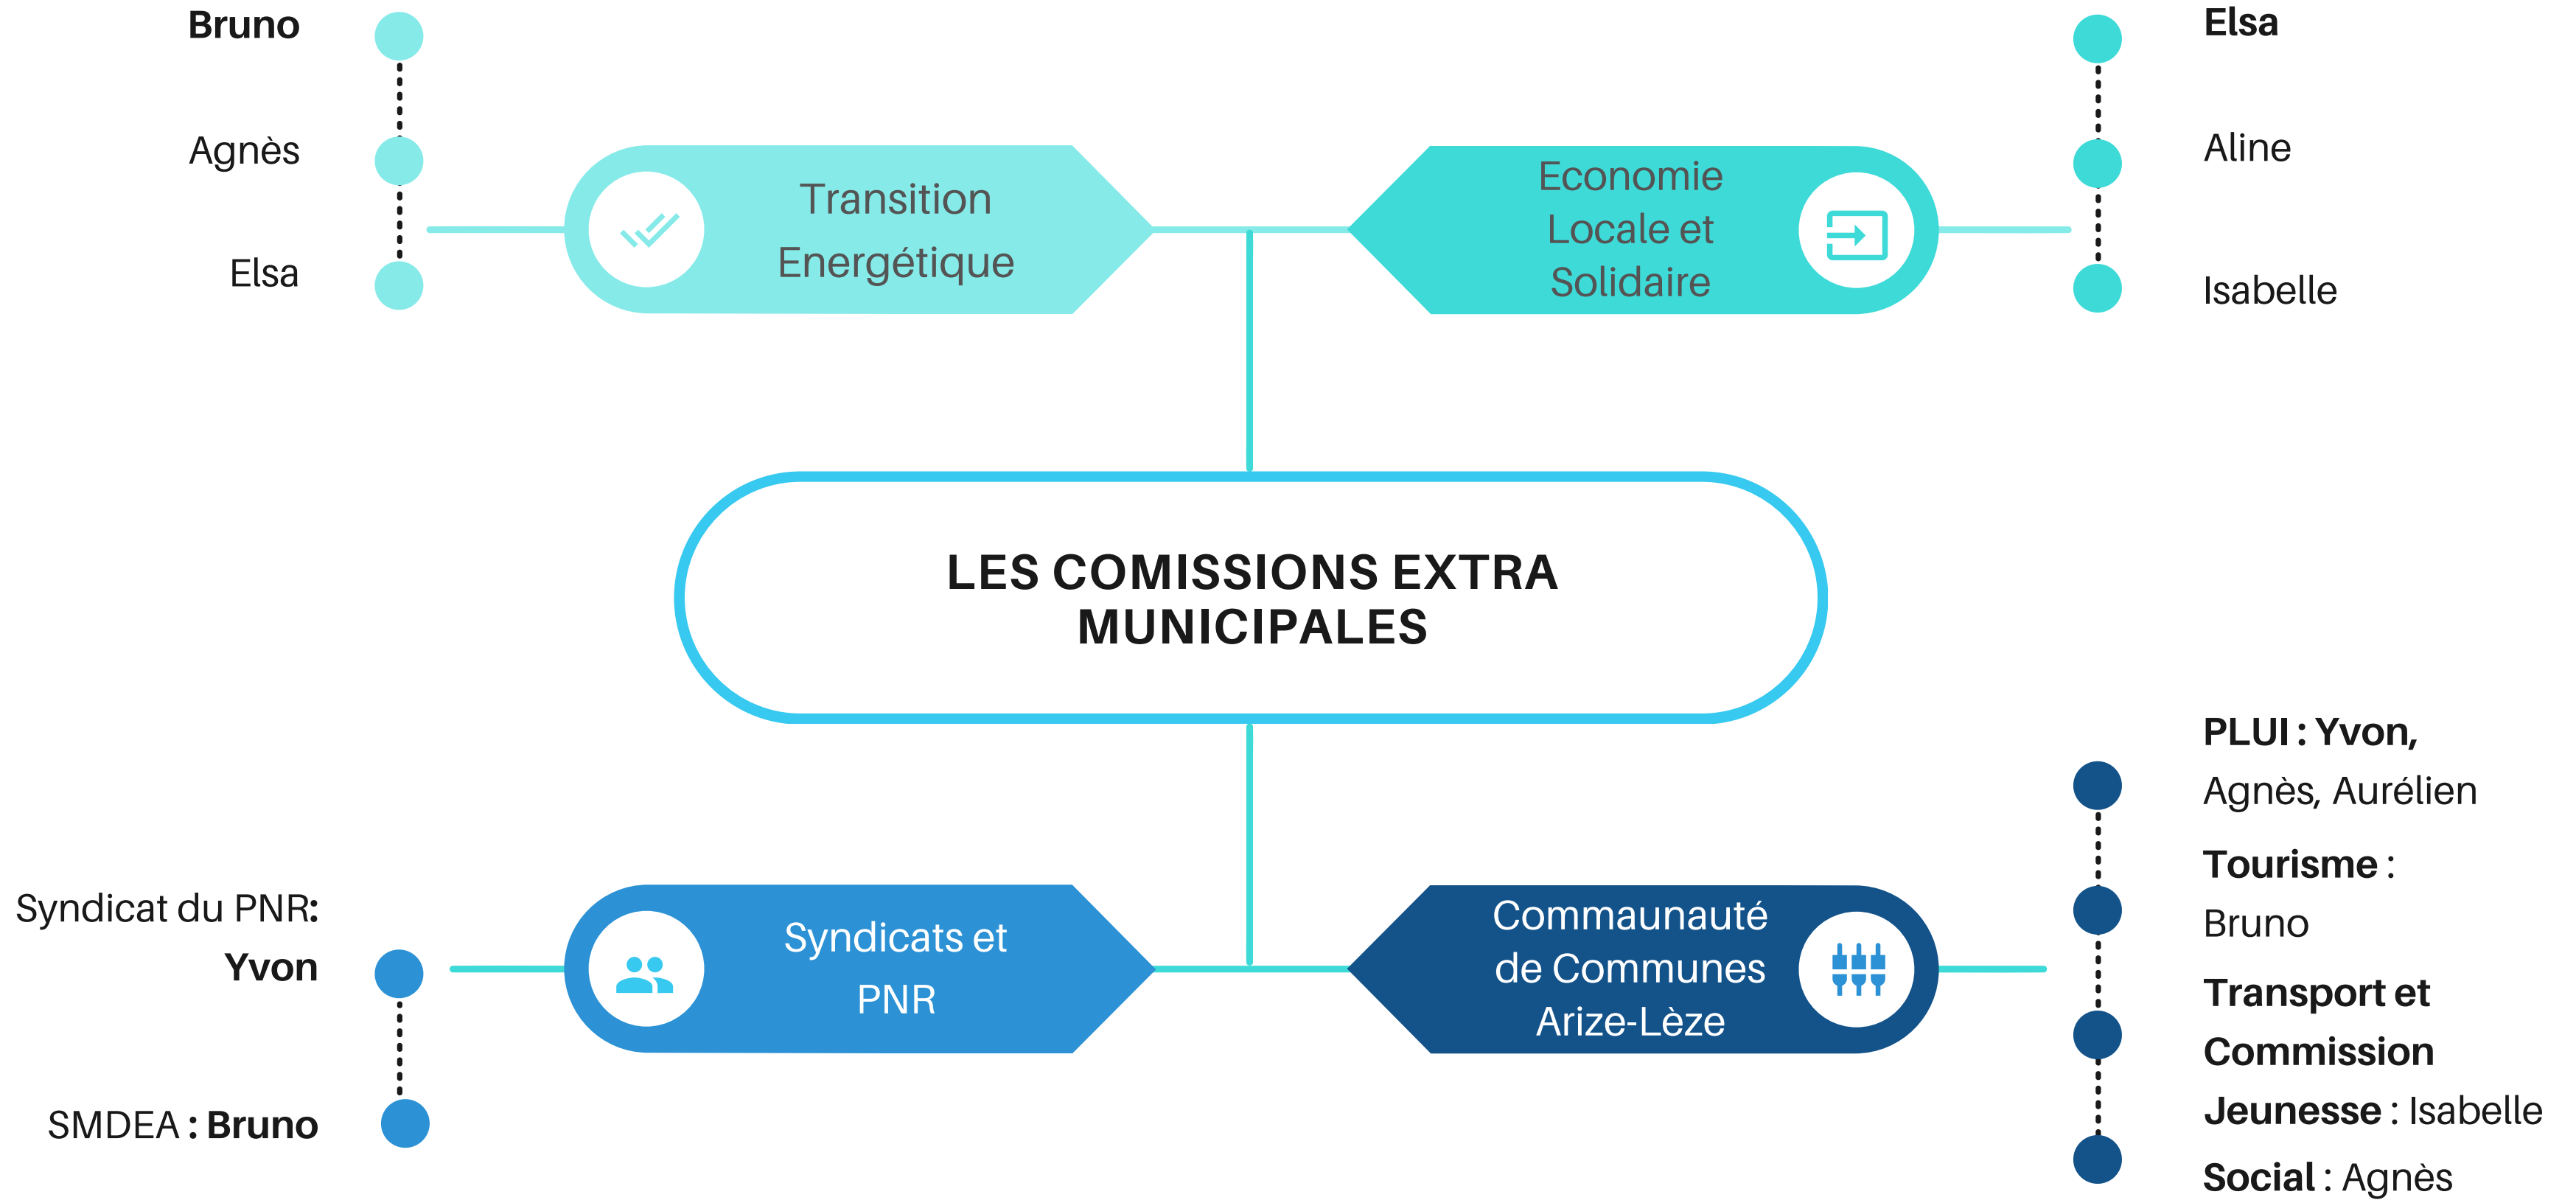 Bruno
Agnès
Elsa
Transition
Energétique
Economie
Locale et
Solidaire
Elsa
Aline
Isabelle
LES COMISSIONS EXTRA
MUNICIPALES
Syndicat du PNR:
Yvon
SMDEA : Bruno
Syndicats et
PNR
Commaunauté
de Communes
Arize-Lèze
PLUI : Yvon,
Agnès, Aurélien
Tourisme :
Bruno
Transport et
Commission
Jeunesse : Isabelle
Social : Agnès